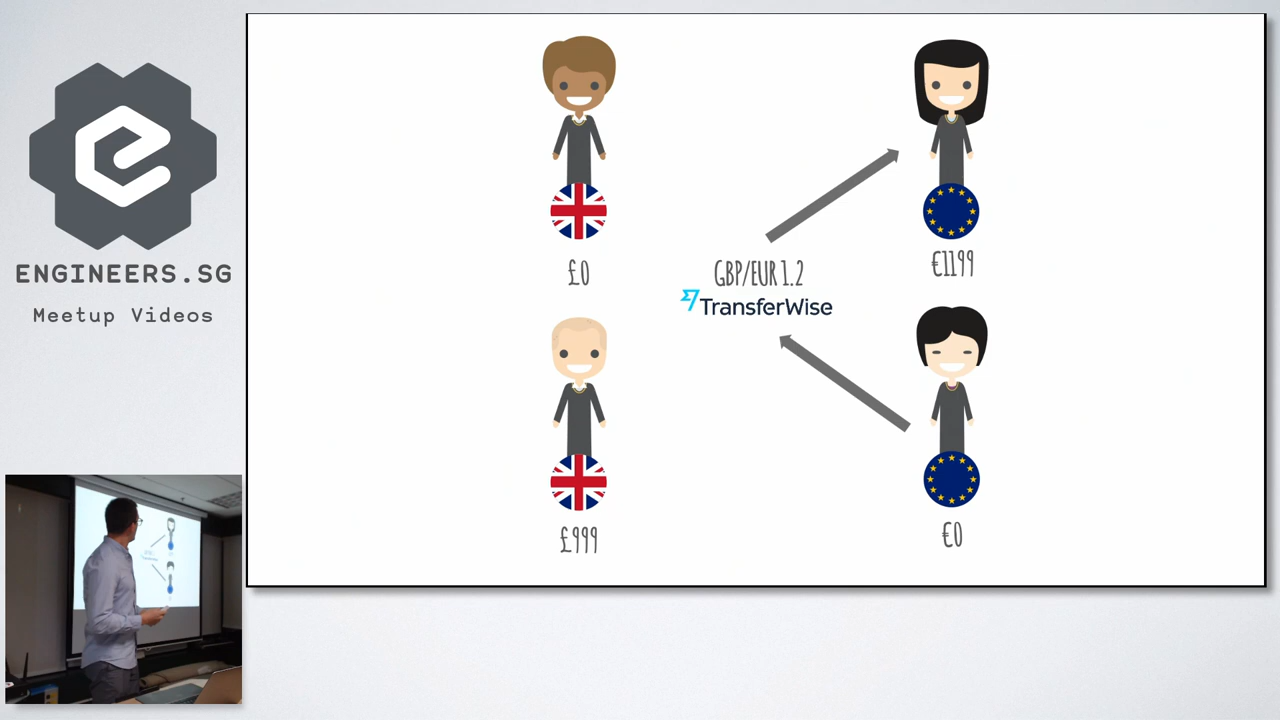 ENGINEERS.SG
Meetup Videos
£0
€1199
GBP/EUR 1.2
TransferWise
£999
€0